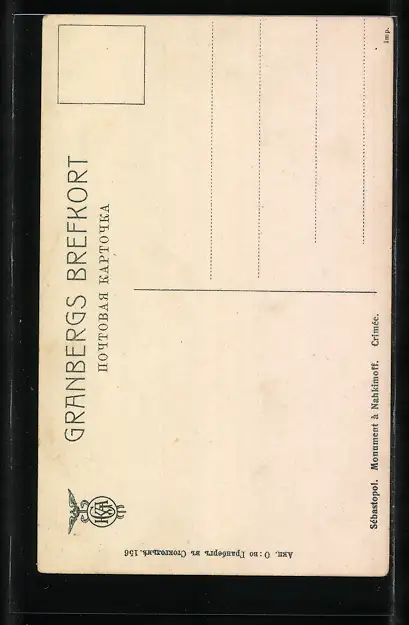 GRANBERGS BREFKORT
ПОЧТОВАЯ КАРТОЧКА
Imp.
Акц. О:во Гранбергъ въ Стокгольмѣ. 156
Sébastopol. Monument à Nahkimoff. Crimée.